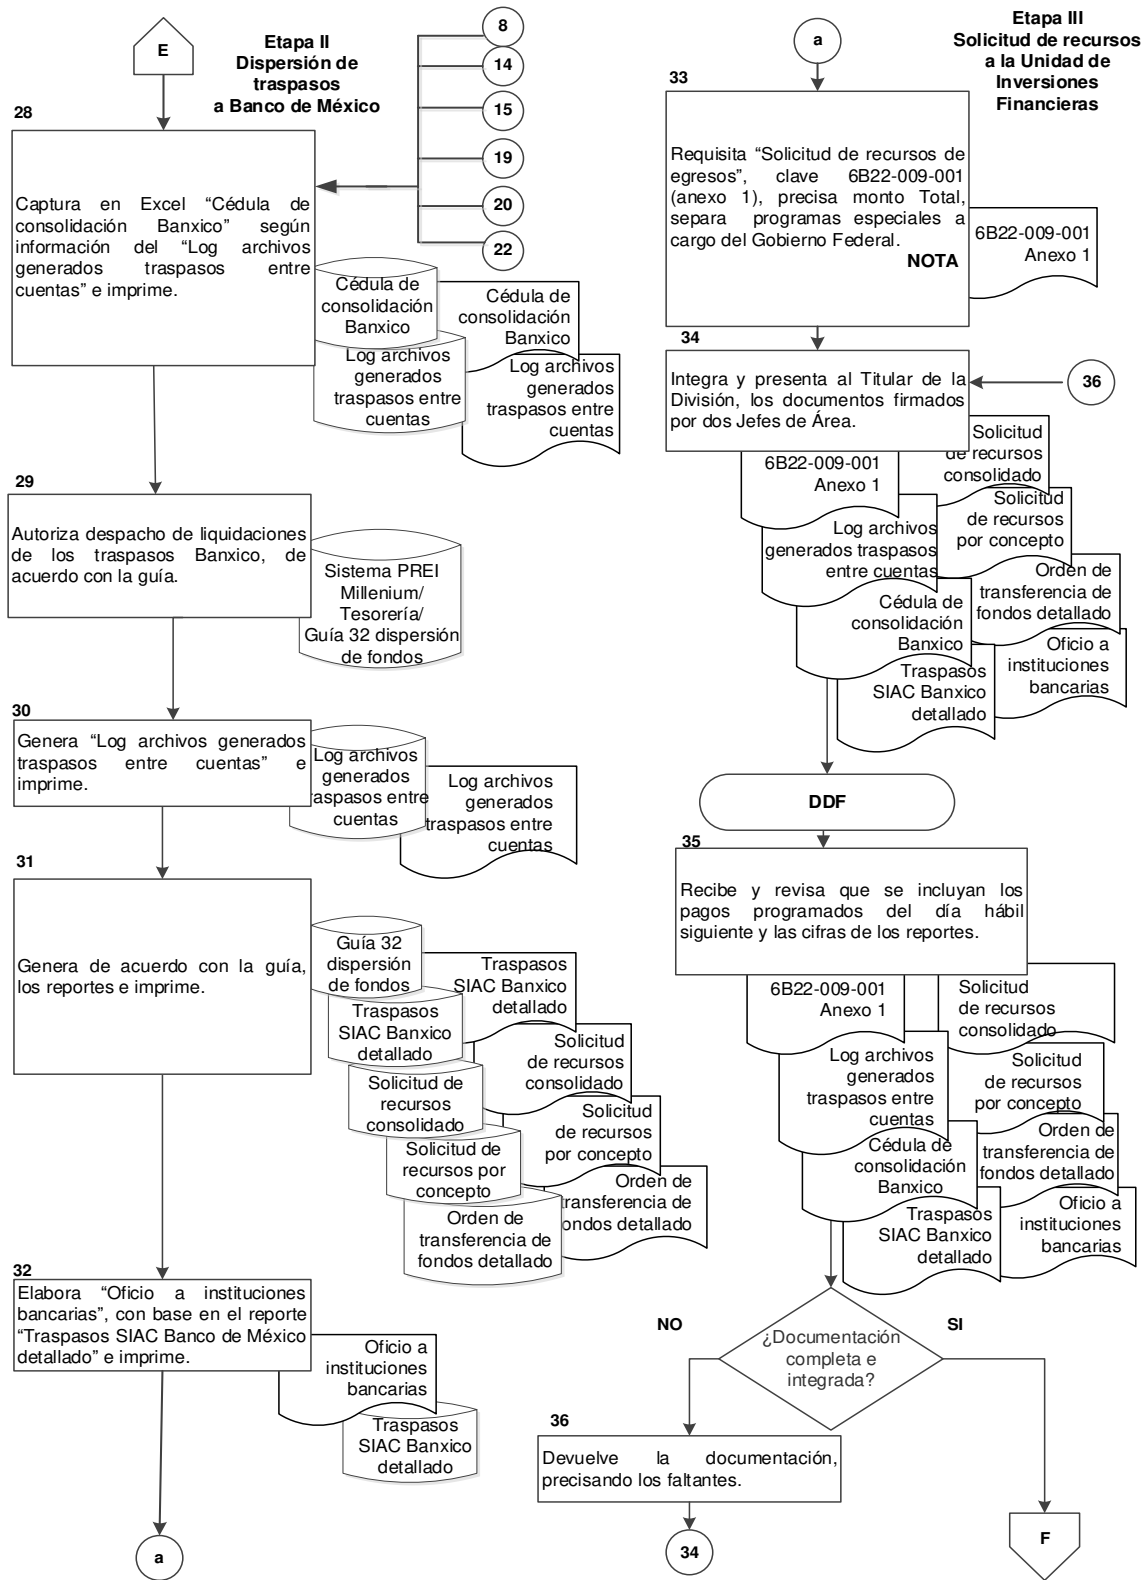 E
Etapa II
Dispersión de
traspasos
a Banco de México
8
14
15
19
20
22
28
Captura en Excel “Cédula de
consolidación Banxico” según
información del “Log archivos
generados traspasos entre
cuentas” e imprime.
Cédula de
consolidación
Banxico
Log archivos
generados
traspasos entre
cuentas
Cédula de
consolidación
Banxico
Log archivos
generados
traspasos entre
cuentas
29
Autoriza despacho de liquidaciones
de los traspasos Banxico, de
acuerdo con la guía.
Sistema PREI
Millenium/
Tesorería/
Guía 32 dispersión
de fondos
30
Genera “Log archivos generados
traspasos entre cuentas” e
imprime.
Log archivos
generados
raspasos entre
cuentas
Log archivos
generados
traspasos entre
cuentas
31
Genera de acuerdo con la guía,
los reportes e imprime.
Guía 32
dispersión
de fondos
Traspasos
SIAC Banxico
detallado
Solicitud de
recursos
consolidado
Solicitud de
recursos por
concepto
Orden de
transferencia de
fondos detallado
Traspasos
SIAC Banxico
detallado
Solicitud
de recursos
consolidado
Solicitud
de recursos
por concepto
Orden de
transferencia de
fondos detallado
32
Elabora “Oficio a instituciones
bancarias”, con base en el reporte
“Traspasos SIAC Banco de México
detallado” e imprime.
Oficio a
instituciones
bancarias
Traspasos
SIAC Banxico
detallado
a
a
Etapa III
Solicitud de recursos
a la Unidad de
Inversiones
Financieras
33
Requisita “Solicitud de recursos de
egresos”, clave 6B22-009-001
(anexo 1), precisa monto Total,
separa programas especiales a
cargo del Gobierno Federal.
NOTA
6B22-009-001
Anexo 1
34
Integra y presenta al Titular de la
División, los documentos firmados
por dos Jefes de Área.
36
6B22-009-001
Anexo 1
Log archivos
generados traspasos
entre cuentas
Cédula de
consolidación
Banxico
Traspasos
SIAC Banxico
detallado
Solicitud
de recursos
consolidado
Solicitud
de recursos
por concepto
Orden de
transferencia de
fondos detallado
Oficio a
instituciones
bancarias
DDF
35
Recibe y revisa que se incluyan los
pagos programados del día hábil
siguiente y las cifras de los reportes.
6B22-009-001
Anexo 1
Log archivos
generados
traspasos entre
cuentas
Cédula de
consolidación
Banxico
Traspasos
SIAC Banxico
detallado
Solicitud
de recursos
consolidado
Solicitud
de recursos
por concepto
Orden de
transferencia de
fondos detallado
Oficio a
instituciones
bancarias
NO
SI
¿Documentación
completa e
integrada?
36
Devuelve la documentación,
precisando los faltantes.
34
F